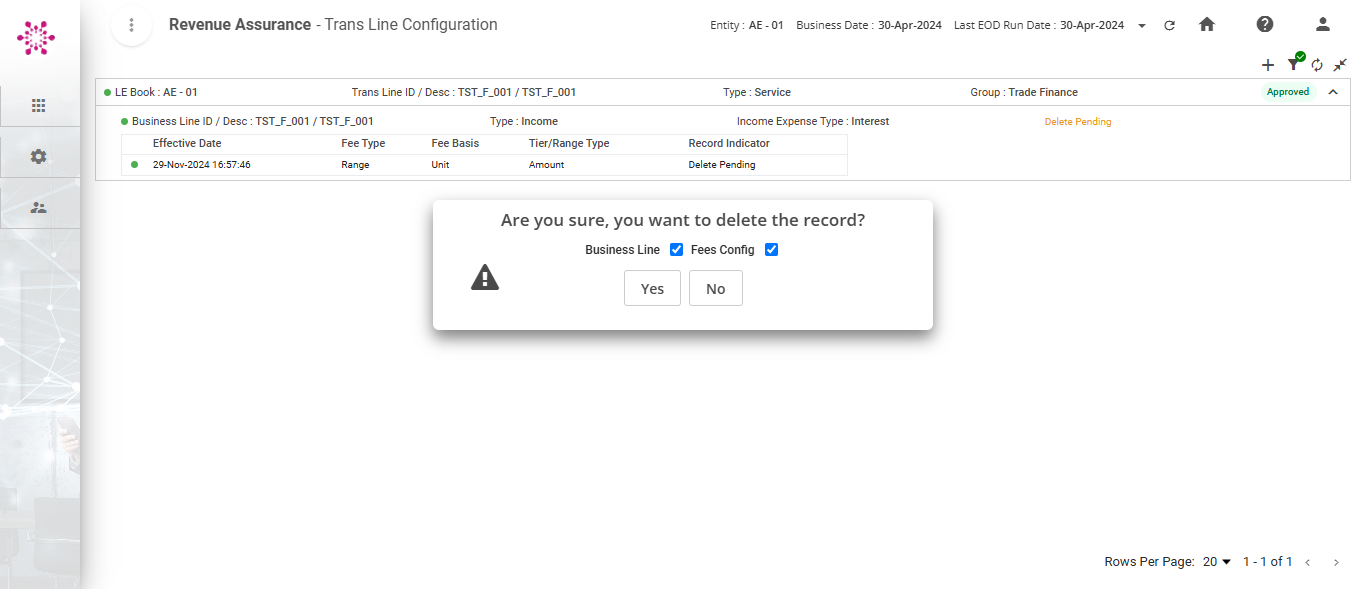 Revenue Assurance - Trans Line Configuration
Entity : AE - 01 Business Date : 30-Apr-2024 Last EOD Run Date : 30-Apr-2024
LE Book : AE - 01 Trans Line ID / Desc : TST_F_001 / TST_F_001 Type : Service Group : Trade Finance Approved
Business Line ID / Desc : TST_F_001 / TST_F_001 Type : Income Income Expense Type : Interest Delete Pending
Effective Date Fee Type Fee Basis Tier/Range Type Record Indicator
29-Nov-2024 16:57:46 Range Unit Amount Delete Pending
Are you sure, you want to delete the record?
Business Line Fees Config
Yes No
Rows Per Page: 20 1 - 1 of 1